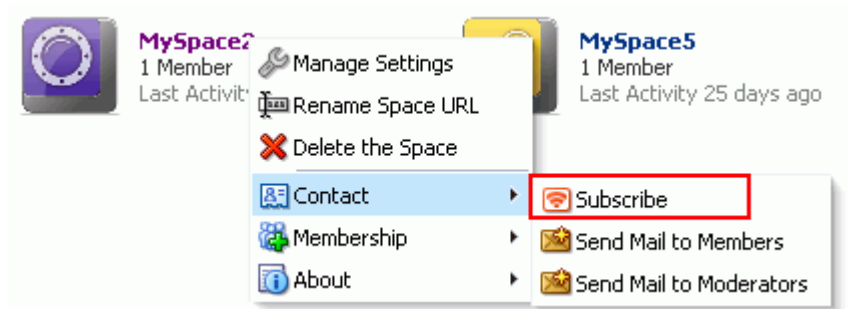 MySpace2
1 Member
Last Activit
MySpace5
1 Member
Last Activity 25 days ago
Manage Settings
Rename Space URL
Delete the Space
Contact
Membership
About
Subscribe
Send Mail to Members
Send Mail to Moderators